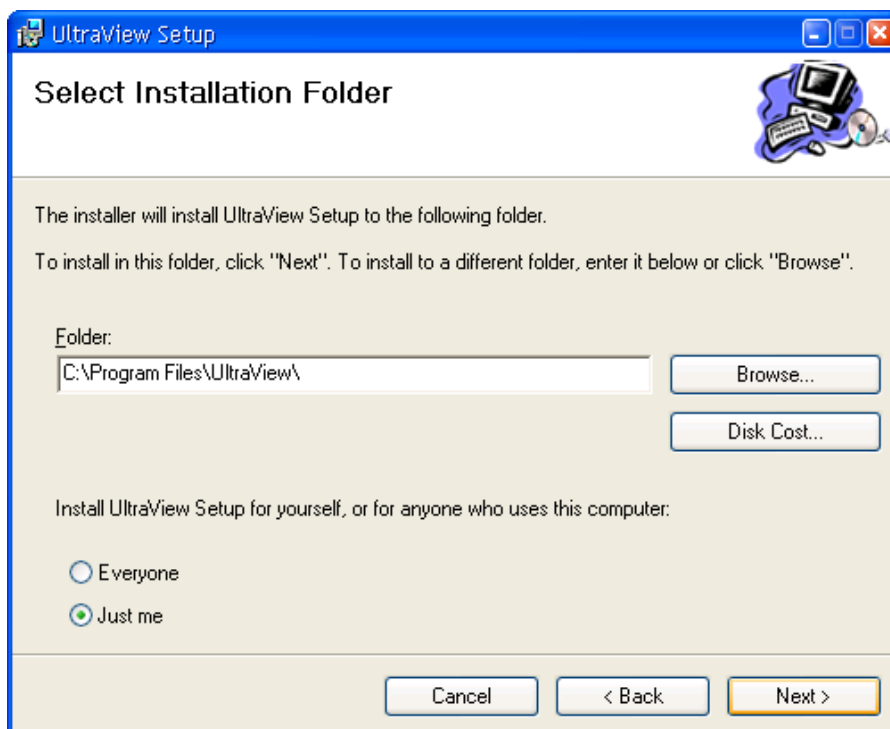 UltraView Setup
Select Installation Folder
The installer will install UltraView Setup to the following folder.
To install in this folder, click "Next". To install to a different folder, enter it below or click "Browse".
Folder:
C:\Program Files\UltraView\
Browse...
Disk Cost...
Install UltraView Setup for yourself, or for anyone who uses this computer:
Everyone
Just me
Cancel
< Back
Next >